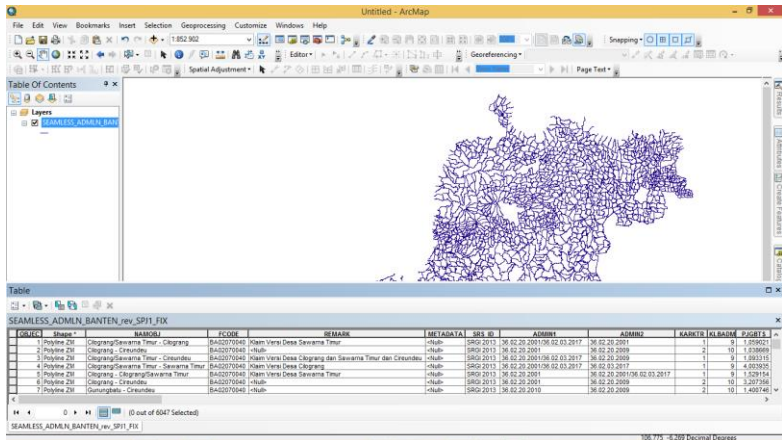 Untitled - ArcMap
File Edit View Bookmarks Insert Selection Geoprocessing Customize Windows Help
1:852.902
Snapping
Editor
Georeferencing
Spatial Adjustment
Page Text
Table Of Contents
Layers
SEAMLESS_ADMLN_BAN
Results
Attributes
Create Features
Catalog
Table
SEAMLESS_ADMLN_BANTEN_rev_SPJ1_FIX
OBJEC Shape * NAMOBJ FCODE REMARK METADATA SRS_ID ADMIN1 ADMIN2 KARKTR KLBADM PJGBTS
1 Polyline ZM Cilograng/Sawarna Timur - Cilograng BA02070040 Klaim Versi Desa Sawarna Timur <Null> SRGI 2013 36.02.20.2001/36.02.03.2017 36.02.20.2001 1 9 1,059021
2 Polyline ZM Cilograng - Cireundeu BA02070040 <Null> <Null> SRGI 2013 36.02.20.2001 36.02.20.2009 2 10 1,038669
3 Polyline ZM Cilograng/Sawarna Timur - Cireundeu BA02070040 Klaim Versi Desa Cilograng dan Sawarna Timur dan Cireundeu <Null> SRGI 2013 36.02.20.2001/36.02.03.2017 36.02.20.2009 1 9 1,093315
4 Polyline ZM Cilograng/Sawarna Timur - Sawarna Timur BA02070040 Klaim Versi Desa Cilograng <Null> SRGI 2013 36.02.20.2001/36.02.03.2017 36.02.03.2017 1 9 4,003935
5 Polyline ZM Cilograng - Cilograng/Sawarna Timur BA02070040 Klaim Versi Desa Sawarna Timur <Null> SRGI 2013 36.02.20.2001 36.02.20.2001/36.02.03.2017 1 9 1,529154
6 Polyline ZM Cilograng - Cireundeu BA02070040 <Null> <Null> SRGI 2013 36.02.20.2001 36.02.20.2009 2 10 3,207356
7 Polyline ZM Gunungbatu - Cireundeu BA02070040 <Null> <Null> SRGI 2013 36.02.20.2010 36.02.20.2009 2 10 1,400746
0 (0 out of 6047 Selected)
SEAMLESS_ADMLN_BANTEN_rev_SPJ1_FIX
106,775 -6,269 Decimal Degrees